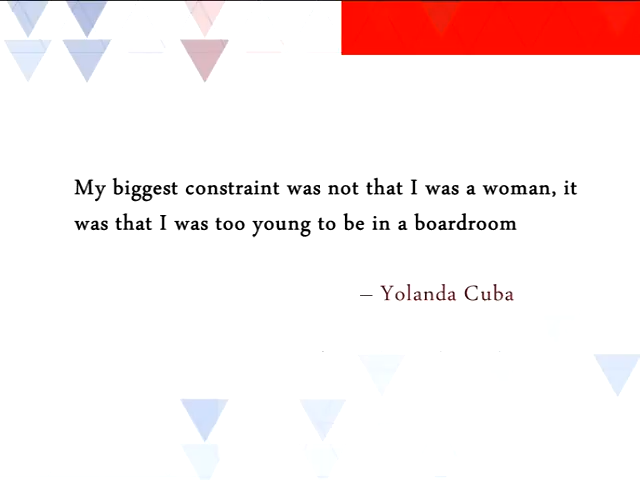 My biggest constraint was not that I was a woman, it
was that I was too young to be in a boardroom
– Yolanda Cuba